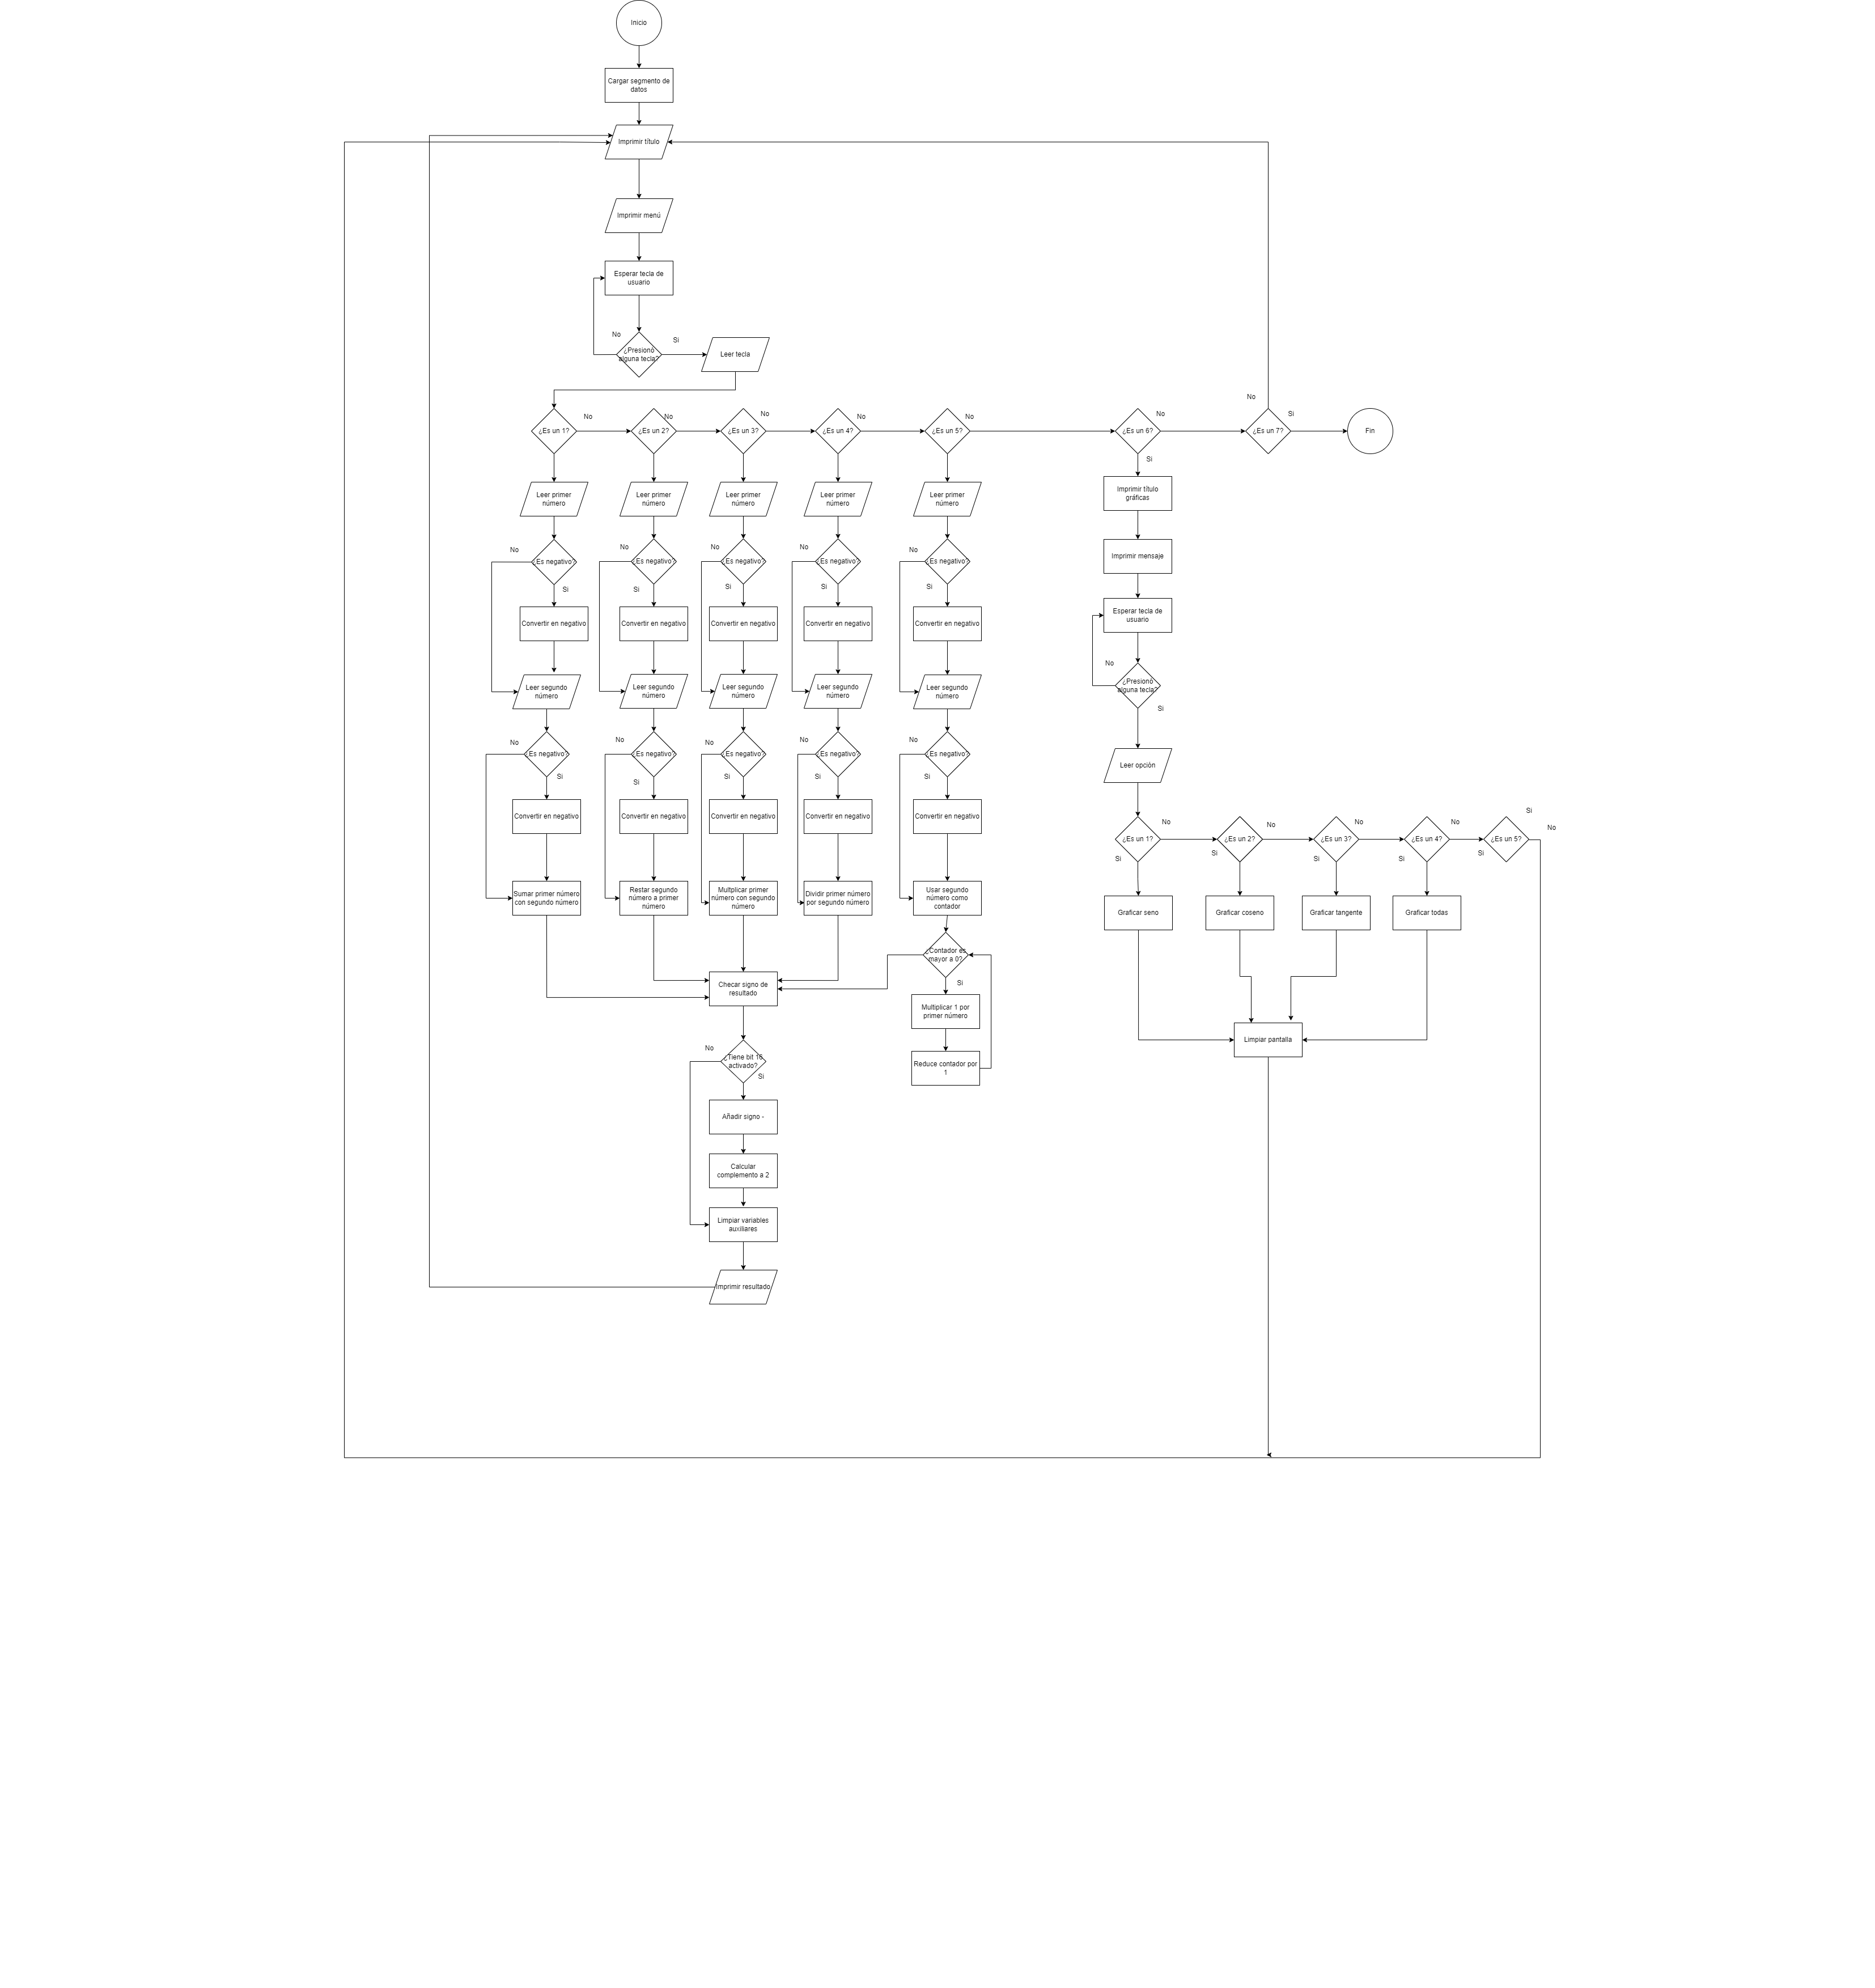 Inicio
Cargar segmento de
datos
Imprimir título
Imprimir menú
Esperar tecla de
usuario
No
Si
¿Presionó
alguna tecla?
Leer tecla
No
No
No
No
No
No
No
Si
¿Es un 1?
¿Es un 2?
¿Es un 3?
¿Es un 4?
¿Es un 5?
¿Es un 6?
¿Es un 7?
Fin
Si
Leer primer
número
Leer primer
número
Leer primer
número
Leer primer
número
Leer primer
número
Imprimir título
gráficas
No
No
No
No
No
¿Es negativo?
¿Es negativo?
¿Es negativo?
¿Es negativo?
¿Es negativo?
Imprimir mensaje
Si
Si
Si
Si
Si
Convertir en negativo
Convertir en negativo
Convertir en negativo
Convertir en negativo
Convertir en negativo
Esperar tecla de
usuario
No
¿Presionó
alguna tecla?
Si
Leer segundo
número
Leer segundo
número
Leer segundo
número
Leer segundo
número
Leer segundo
número
No
No
No
No
No
¿Es negativo?
¿Es negativo?
¿Es negativo?
¿Es negativo?
¿Es negativo?
Si
Si
Si
Si
Si
Leer opción
Convertir en negativo
Convertir en negativo
Convertir en negativo
Convertir en negativo
Convertir en negativo
No
No
No
No
Si
No
¿Es un 1?
¿Es un 2?
¿Es un 3?
¿Es un 4?
¿Es un 5?
Si
Si
Si
Si
Si
Sumar primer número
con segundo número
Restar segundo
número a primer
número
Multplicar primer
número con segundo
número
Dividir primer número
por segundo número
Usar segundo
número como
contador
Graficar seno
Graficar coseno
Graficar tangente
Graficar todas
¿Contador es
mayor a 0?
Si
Checar signo de
resultado
Multiplicar 1 por
primer número
Limpiar pantalla
No
¿Tiene bit 16
activado?
Si
Reduce contador por
1
Añadir signo -
Calcular
complemento a 2
Limpiar variables
auxiliares
Imprimir resultado